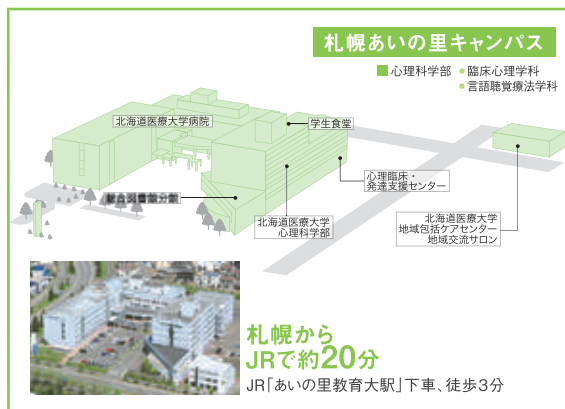 札幌あいの里キャンパス
心理科学部 ●臨床心理学科
●言語聴覚療法学科
北海道医療大学病院
学生食堂
心理臨床・
発達支援センター
北海道医療大学
心理科学部
北海道医療大学
地域包括ケアセンター
地域交流サロン
札幌から
JRで約20分
JR「あいの里教育大駅」下車、徒歩3分